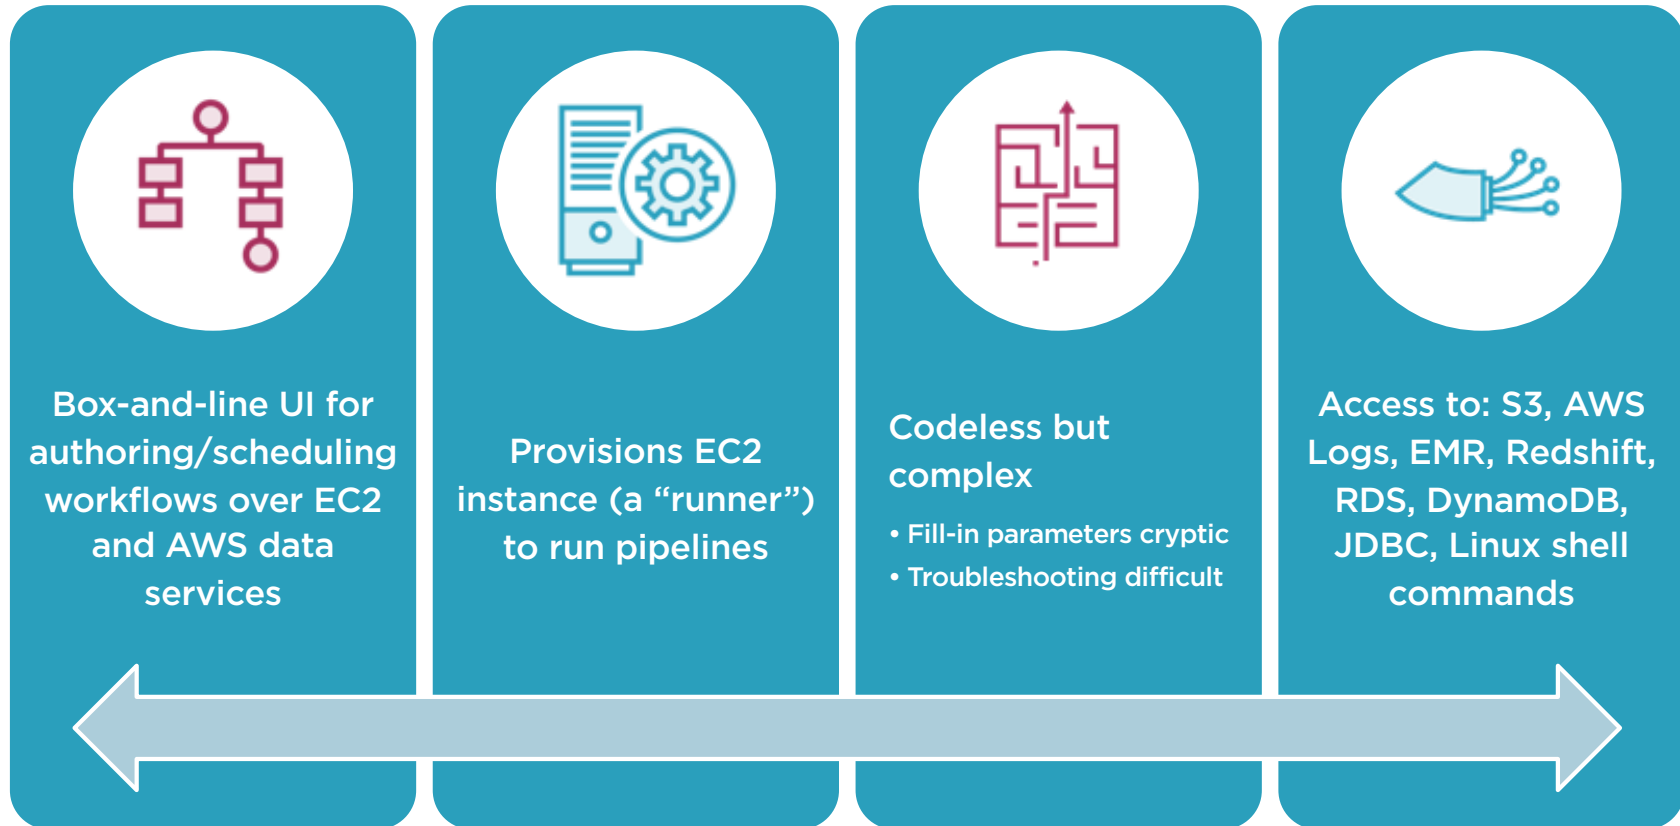 Box-and-line UI for
authoring/scheduling
workflows over EC2
and AWS data
services
Provisions EC2
instance (a “runner”)
to run pipelines
Codeless but
complex
• Fill-in parameters cryptic
• Troubleshooting difficult
Access to: S3, AWS
Logs, EMR, Redshift,
RDS, DynamoDB,
JDBC, Linux shell
commands